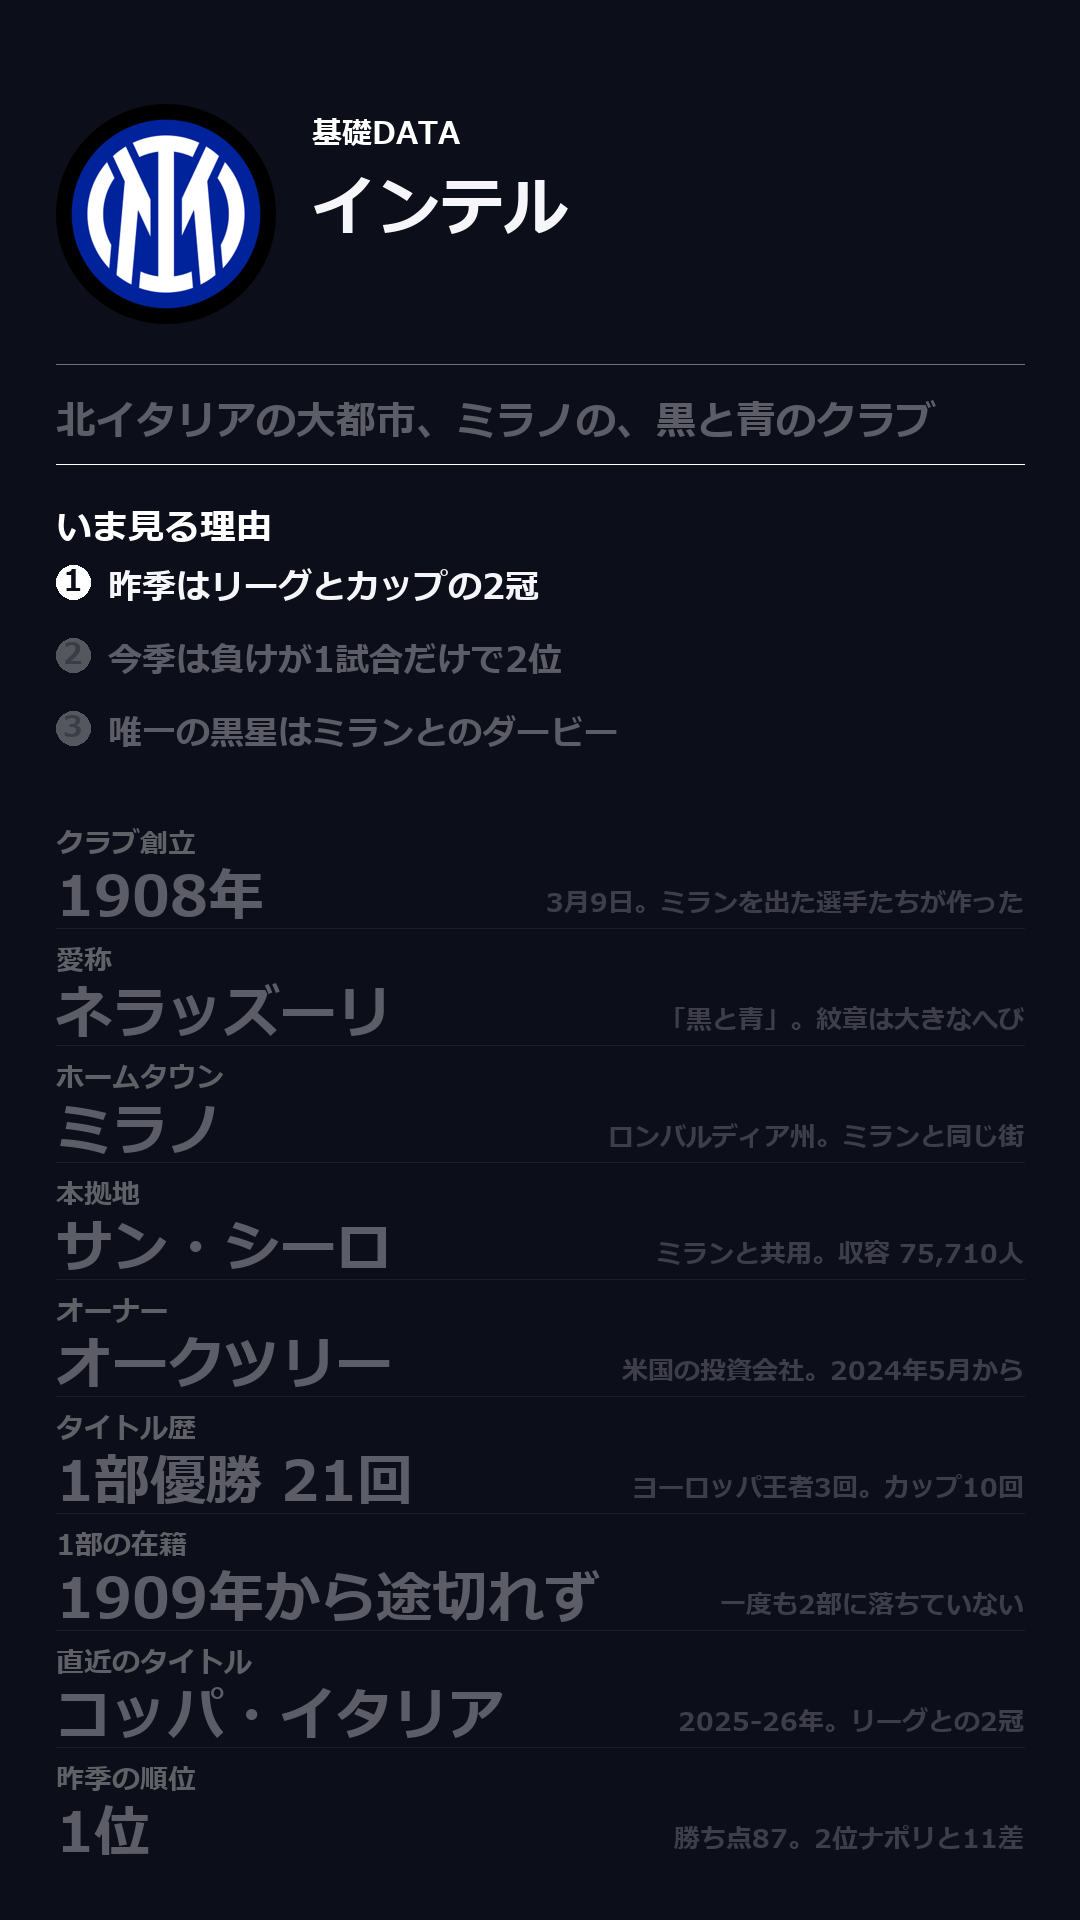 基礎DATA
インテル
北イタリアの大都市、ミラノの、黒と青のクラブ
いま見る理由
1 昨季はリーグとカップの2冠
2 今季は負けが1試合だけで2位
3 唯一の黒星はミランとのダービー
クラブ創立
1908年 3月9日。ミランを出た選手たちが作った
愛称
ネラッズーリ 「黒と青」。紋章は大きなへび
ホームタウン
ミラノ ロンバルディア州。ミランと同じ街
本拠地
サン・シーロ ミランと共用。収容 75,710人
オーナー
オークツリー 米国の投資会社。2024年5月から
タイトル歴
1部優勝 21回 ヨーロッパ王者3回。カップ10回
1部の在籍
1909年から途切れず 一度も2部に落ちていない
直近のタイトル
コッパ・イタリア 2025-26年。リーグとの2冠
昨季の順位
1位 勝ち点87。2位ナポリと11差